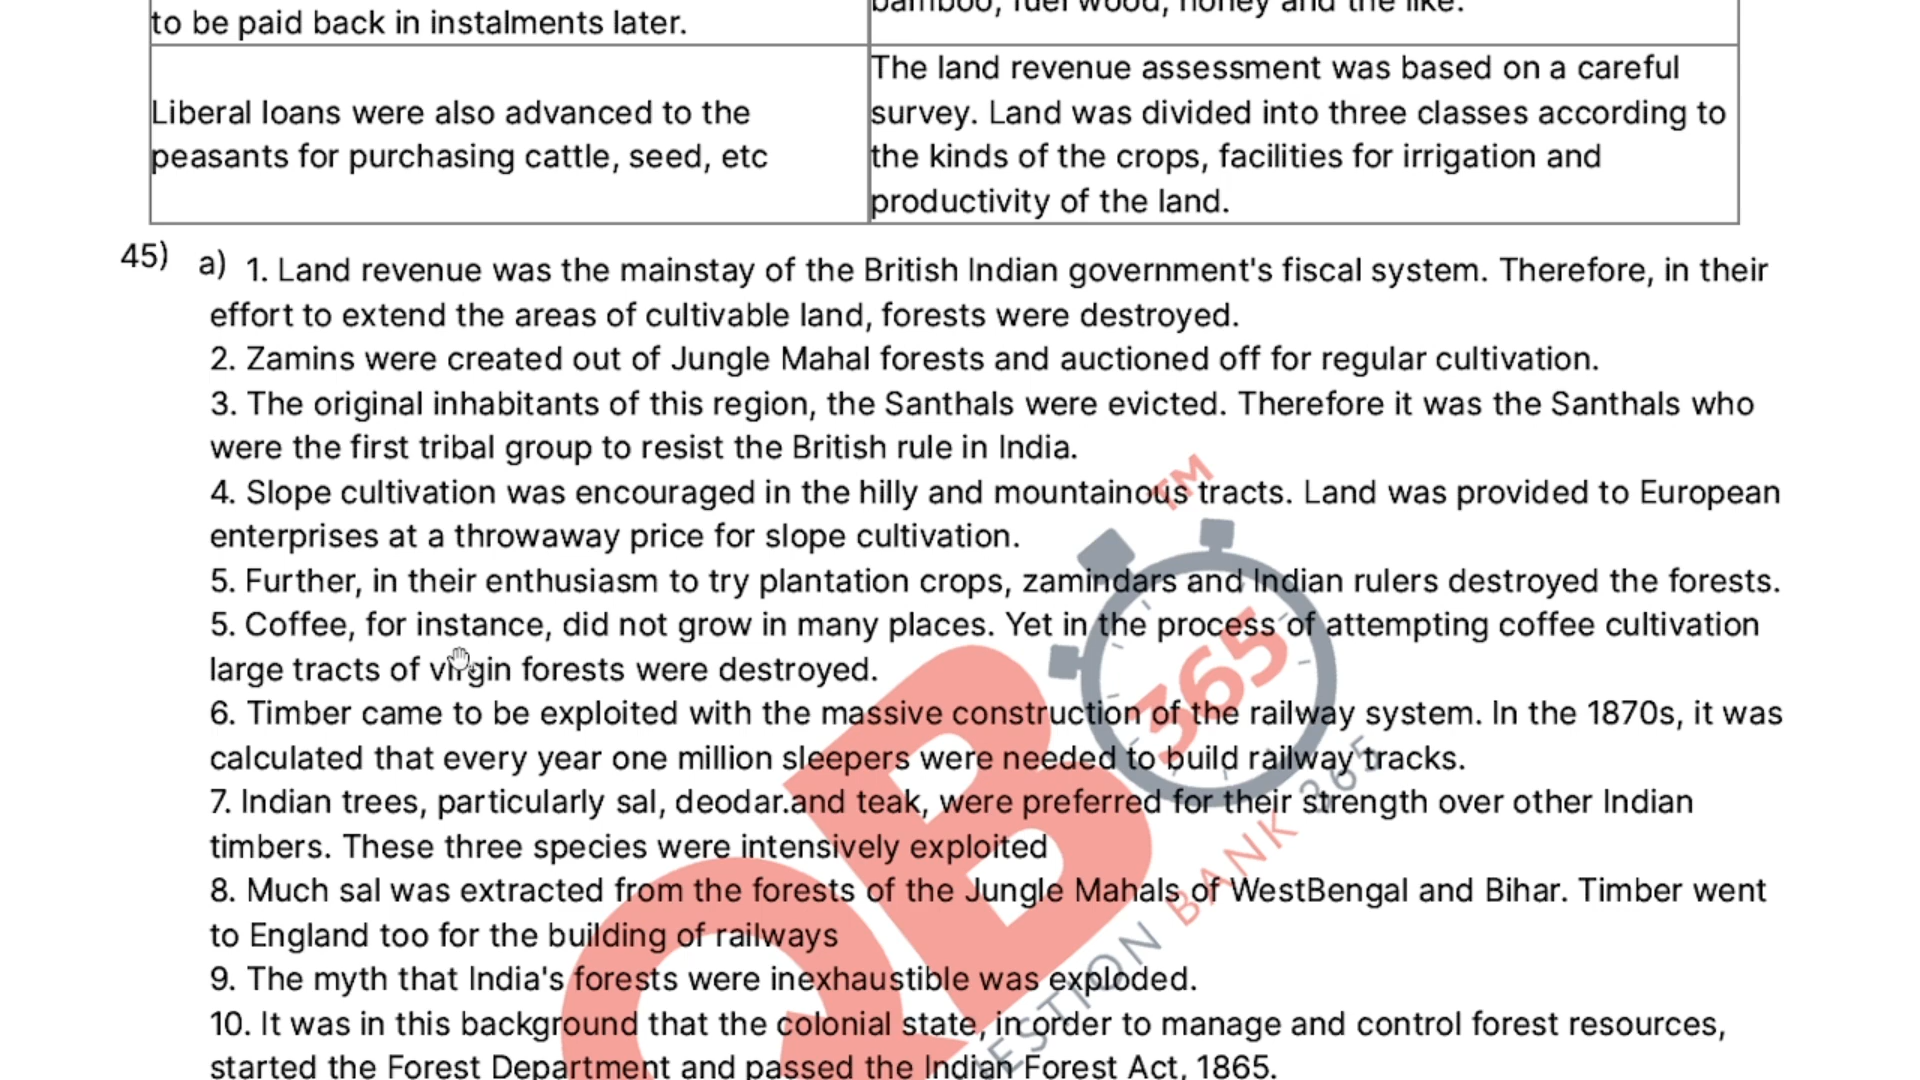 to be paid back in instalments later.
bamboo, fuel wood, honey and the like.
Liberal loans were also advanced to the
peasants for purchasing cattle, seed, etc
The land revenue assessment was based on a careful
survey. Land was divided into three classes according to
the kinds of the crops, facilities for irrigation and
productivity of the land.
45) a) 1. Land revenue was the mainstay of the British Indian government's fiscal system. Therefore, in their
effort to extend the areas of cultivable land, forests were destroyed.
2. Zamins were created out of Jungle Mahal forests and auctioned off for regular cultivation.
3. The original inhabitants of this region, the Santhals were evicted. Therefore it was the Santhals who
were the first tribal group to resist the British rule in India.
4. Slope cultivation was encouraged in the hilly and mountainous tracts. Land was provided to European
enterprises at a throwaway price for slope cultivation.
5. Further, in their enthusiasm to try plantation crops, zamindars and Indian rulers destroyed the forests.
5. Coffee, for instance, did not grow in many places. Yet in the process of attempting coffee cultivation
large tracts of virgin forests were destroyed.
6. Timber came to be exploited with the massive construction of the railway system. In the 1870s, it was
calculated that every year one million sleepers were needed to build railway tracks.
7. Indian trees, particularly sal, deodar.and teak, were preferred for their strength over other Indian
timbers. These three species were intensively exploited
8. Much sal was extracted from the forests of the Jungle Mahals of WestBengal and Bihar. Timber went
to England too for the building of railways
9. The myth that India's forests were inexhaustible was exploded.
10. It was in this background that the colonial state, in order to manage and control forest resources,
started the Forest Department and passed the Indian Forest Act, 1865.
TM
365
QB
ESTION BANK 365